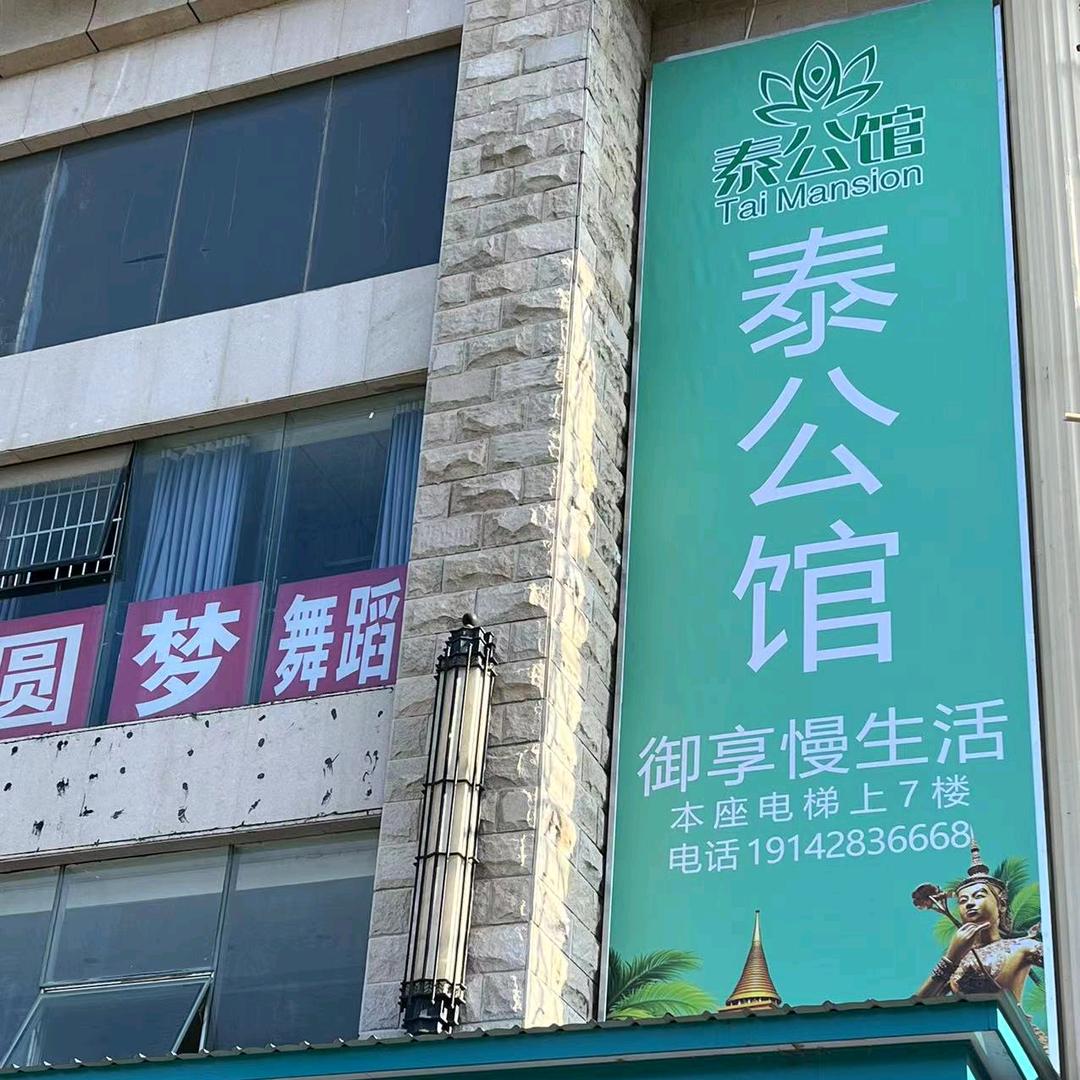 泰公馆
Tai Mansion
泰公馆
御享慢生活
本座电梯上7楼
电话19142836668
圆梦舞蹈